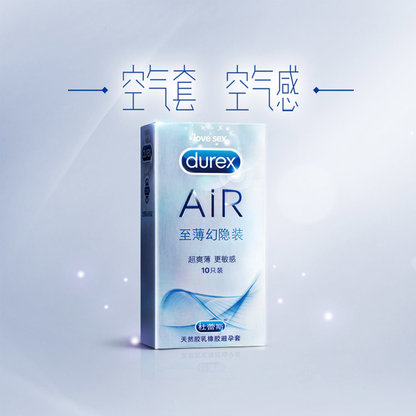 空气套 空气感
love sex
durex
AiR
至薄幻隐装
超爽薄 更敏感
10只装
杜蕾斯
天然胶乳橡胶避孕套